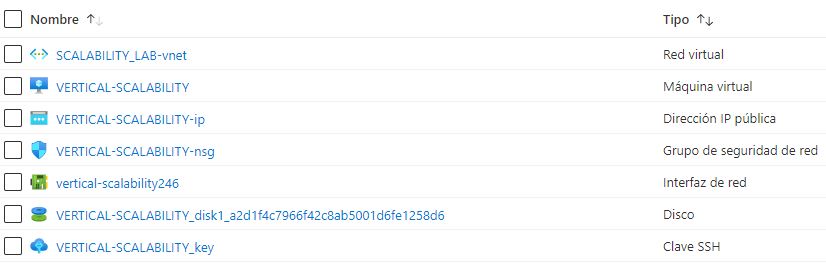 Nombre ↑↓ Tipo ↑↓
SCALABILITY_LAB-vnet Red virtual
VERTICAL-SCALABILITY Máquina virtual
VERTICAL-SCALABILITY-ip Dirección IP pública
VERTICAL-SCALABILITY-nsg Grupo de seguridad de red
vertical-scalability246 Interfaz de red
VERTICAL-SCALABILITY_disk1_a2d1f4c7966f42c8ab5001d6fe1258d6 Disco
VERTICAL-SCALABILITY_key Clave SSH